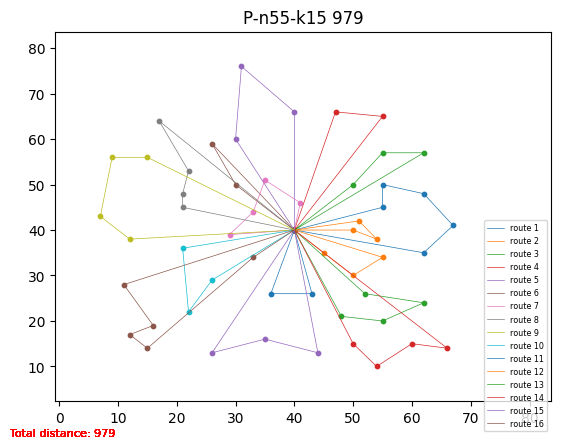 P-n55-k15 979
80
70
60
50
40
30
20
10
0 10 20 30 40 50 60 70 80
route 1
route 2
route 3
route 4
route 5
route 6
route 7
route 8
route 9
route 10
route 11
route 12
route 13
route 14
route 15
route 16
Total distance: 979